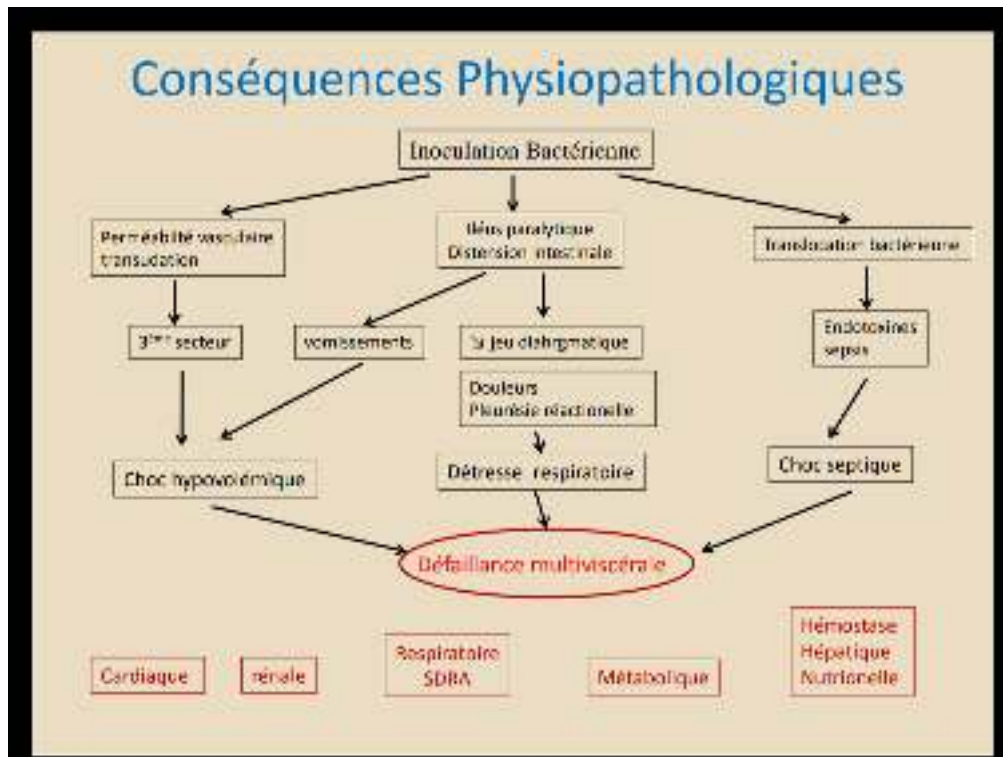 Conséquences Physiopathologiques
Inoculation Bactérienne
Perméabilité vasculaire
transudation
Iléus paralytique
Distension intestinale
Translocation bactérienne
3ème secteur
vomissements
↘ jeu diahrgmatique
Endotoxines
sepsis
Douleurs
Pleurésie réactionelle
Choc hypovolémique
Détresse respiratoire
Choc septique
Défaillance multiviscérale
Cardiaque
rénale
Respiratoire
SDRA
Métabolique
Hémostase
Hépatique
Nutrionelle